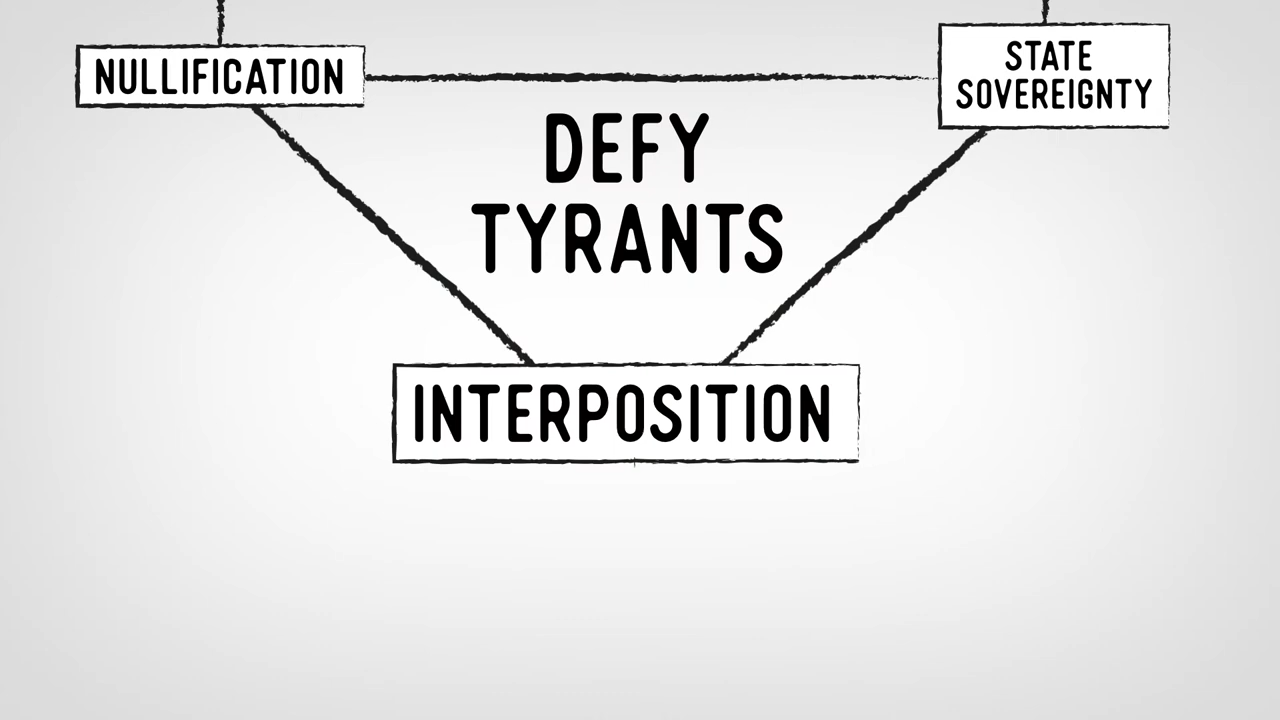 NULLIFICATION
STATE
SOVEREIGNTY
DEFY
TYRANTS
INTERPOSITION